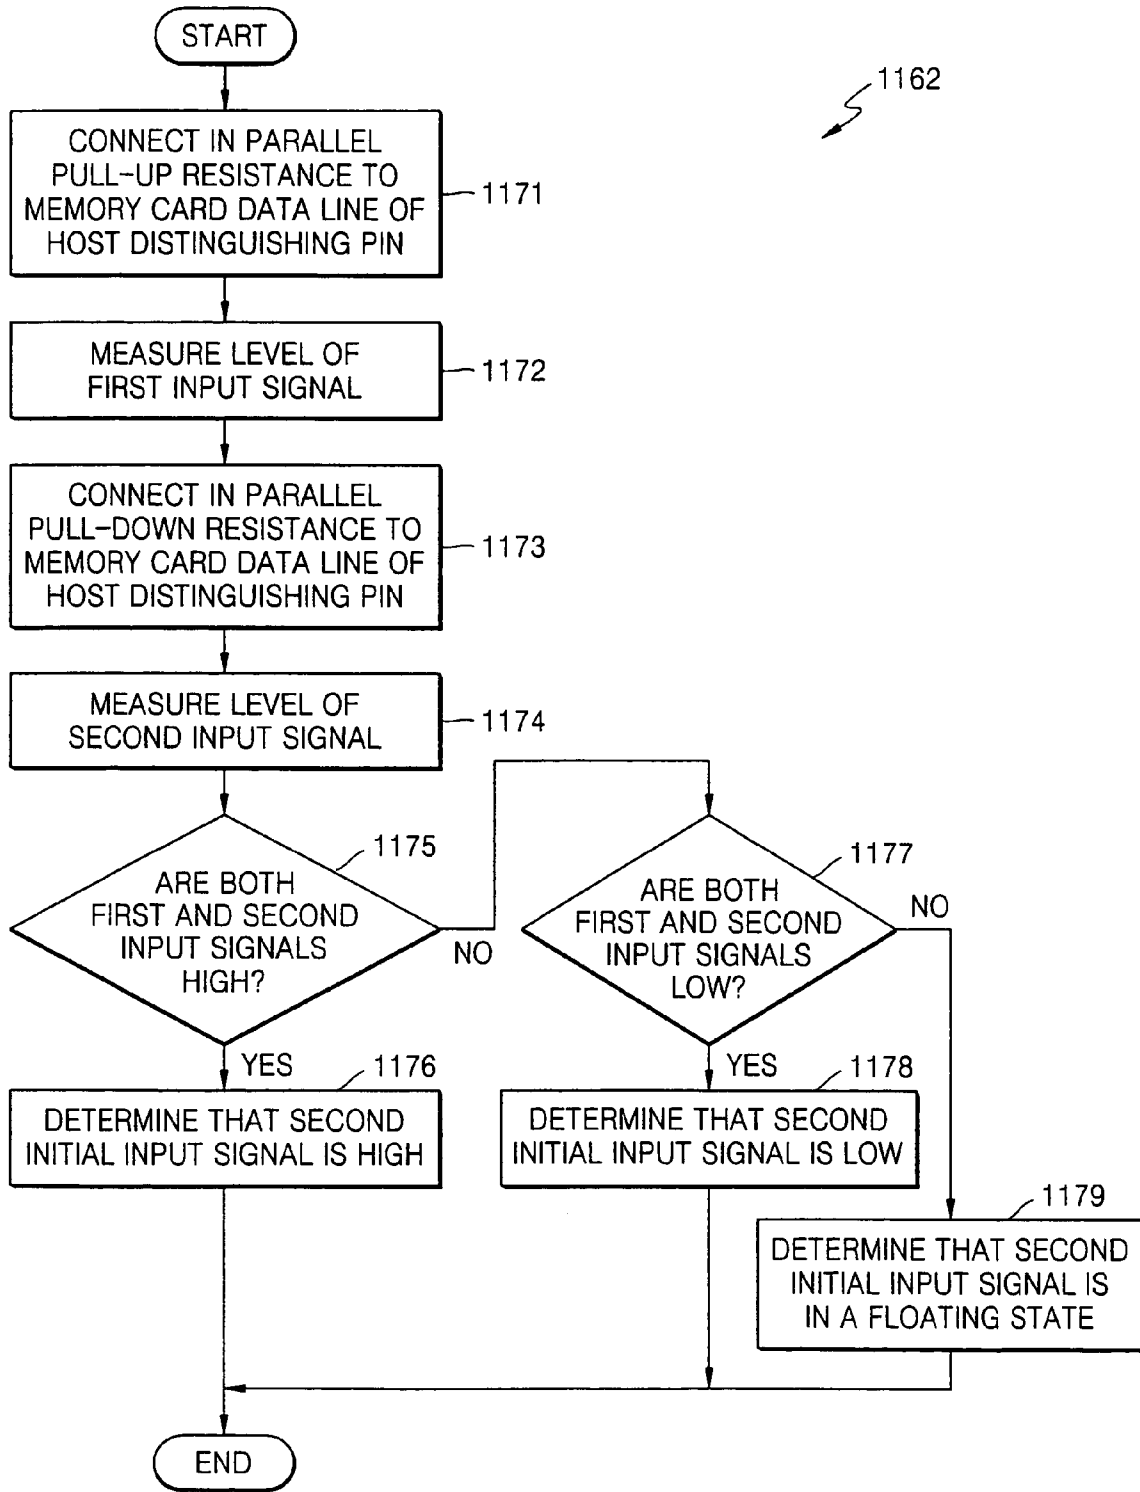 START
1162
CONNECT IN PARALLEL
PULL-UP RESISTANCE TO
MEMORY CARD DATA LINE OF
HOST DISTINGUISHING PIN
1171
MEASURE LEVEL OF
FIRST INPUT SIGNAL
1172
CONNECT IN PARALLEL
PULL-DOWN RESISTANCE TO
MEMORY CARD DATA LINE OF
HOST DISTINGUISHING PIN
1173
MEASURE LEVEL OF
SECOND INPUT SIGNAL
1174
1175
ARE BOTH
FIRST AND SECOND
INPUT SIGNALS
HIGH?
NO
YES
1176
DETERMINE THAT SECOND
INITIAL INPUT SIGNAL IS HIGH
1177
ARE BOTH
FIRST AND SECOND
INPUT SIGNALS
LOW?
NO
YES
1178
DETERMINE THAT SECOND
INITIAL INPUT SIGNAL IS LOW
1179
DETERMINE THAT SECOND
INITIAL INPUT SIGNAL IS
IN A FLOATING STATE
END